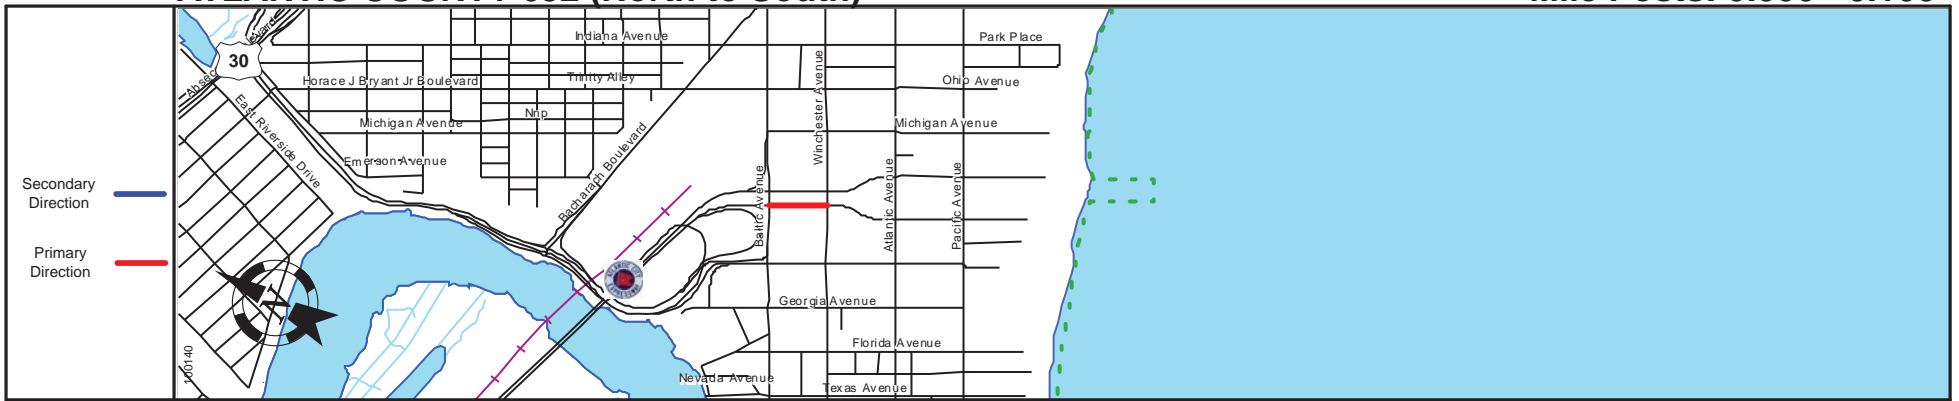 Indiana Avenue
Park Place
30
Horace J Bryant Jr Boulevard
Trinity Alley
Ohio Avenue
Absec
East Riverside Drive
Nnp
Michigan Avenue
Michigan Avenue
Winchester Avenue
Emerson Avenue
Bacharach Boulevard
Baltic Avenue
Atlantic Avenue
Pacific Avenue
Secondary
Direction
Primary
Direction
N
Georgia Avenue
Florida Avenue
100140
Nevada Avenue
Texas Avenue